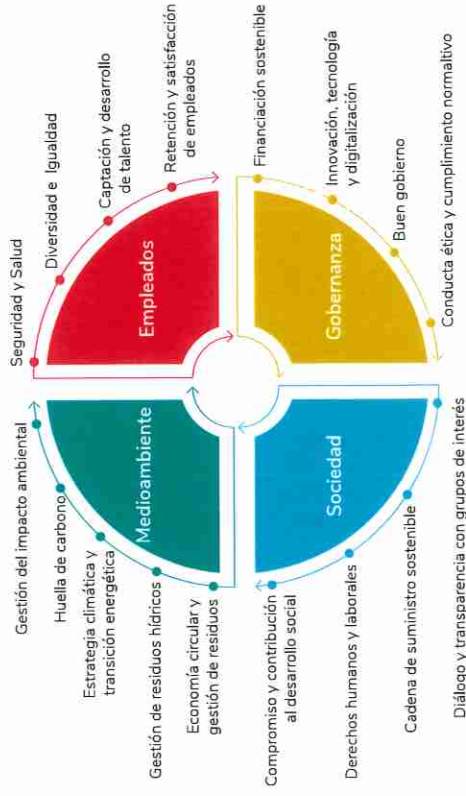 Gestión del impacto ambiental
Huella de carbono
Estrategia climática y
transición energética
Gestión de residuos hídricos
Economía circular y
gestión de residuos
Medioambiente
Seguridad y Salud
Diversidad e Igualdad
Captación y desarrollo
de talento
Retención y satisfacción
de empleados
Empleados
Compromiso y contribución
al desarrollo social
Derechos humanos y laborales
Cadena de suministro sostenible
Diálogo y transparencia con grupos de interés
Sociedad
Financiación sostenible
Innovación, tecnología
y digitalización
Buen gobierno
Conducta ética y cumplimiento normaltivo
Gobernanza